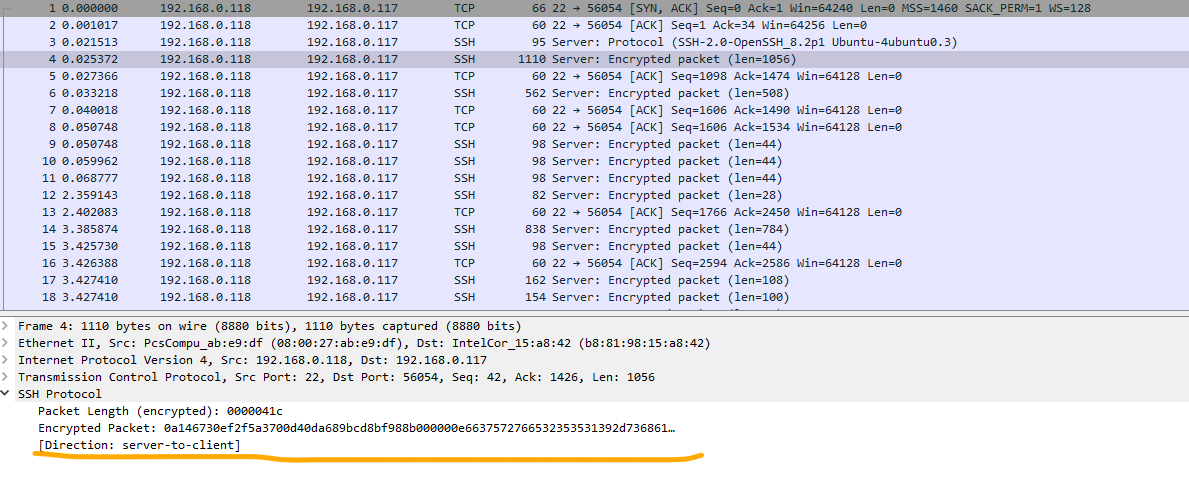 1 0.000000 192.168.0.118 192.168.0.117 TCP 66 22 → 56054 [SYN, ACK] Seq=0 Ack=1 Win=64240 Len=0 MSS=1460 SACK_PERM=1 WS=128
2 0.001017 192.168.0.118 192.168.0.117 TCP 60 22 → 56054 [ACK] Seq=1 Ack=34 Win=64256 Len=0
3 0.021513 192.168.0.118 192.168.0.117 SSH 95 Server: Protocol (SSH-2.0-OpenSSH_8.2p1 Ubuntu-4ubuntu0.3)
4 0.025372 192.168.0.118 192.168.0.117 SSH 1110 Server: Encrypted packet (len=1056)
5 0.027366 192.168.0.118 192.168.0.117 TCP 60 22 → 56054 [ACK] Seq=1098 Ack=1474 Win=64128 Len=0
6 0.033218 192.168.0.118 192.168.0.117 SSH 562 Server: Encrypted packet (len=508)
7 0.040018 192.168.0.118 192.168.0.117 TCP 60 22 → 56054 [ACK] Seq=1606 Ack=1490 Win=64128 Len=0
8 0.050748 192.168.0.118 192.168.0.117 TCP 60 22 → 56054 [ACK] Seq=1606 Ack=1534 Win=64128 Len=0
9 0.050748 192.168.0.118 192.168.0.117 SSH 98 Server: Encrypted packet (len=44)
10 0.059962 192.168.0.118 192.168.0.117 SSH 98 Server: Encrypted packet (len=44)
11 0.068777 192.168.0.118 192.168.0.117 SSH 98 Server: Encrypted packet (len=44)
12 2.359143 192.168.0.118 192.168.0.117 SSH 82 Server: Encrypted packet (len=28)
13 2.402083 192.168.0.118 192.168.0.117 TCP 60 22 → 56054 [ACK] Seq=1766 Ack=2450 Win=64128 Len=0
14 3.385874 192.168.0.118 192.168.0.117 SSH 838 Server: Encrypted packet (len=784)
15 3.425730 192.168.0.118 192.168.0.117 SSH 98 Server: Encrypted packet (len=44)
16 3.426388 192.168.0.118 192.168.0.117 TCP 60 22 → 56054 [ACK] Seq=2594 Ack=2586 Win=64128 Len=0
17 3.427410 192.168.0.118 192.168.0.117 SSH 162 Server: Encrypted packet (len=108)
18 3.427410 192.168.0.118 192.168.0.117 SSH 154 Server: Encrypted packet (len=100)
Frame 4: 1110 bytes on wire (8880 bits), 1110 bytes captured (8880 bits)
Ethernet II, Src: PcsCompu_ab:e9:df (08:00:27:ab:e9:df), Dst: IntelCor_15:a8:42 (b8:81:98:15:a8:42)
Internet Protocol Version 4, Src: 192.168.0.118, Dst: 192.168.0.117
Transmission Control Protocol, Src Port: 22, Dst Port: 56054, Seq: 42, Ack: 1426, Len: 1056
SSH Protocol
Packet Length (encrypted): 0000041c
Encrypted Packet: 0a146730ef2f5a3700d40da689bcd8bf988b000000e6637572766532353531392d736861…
[Direction: server-to-client]